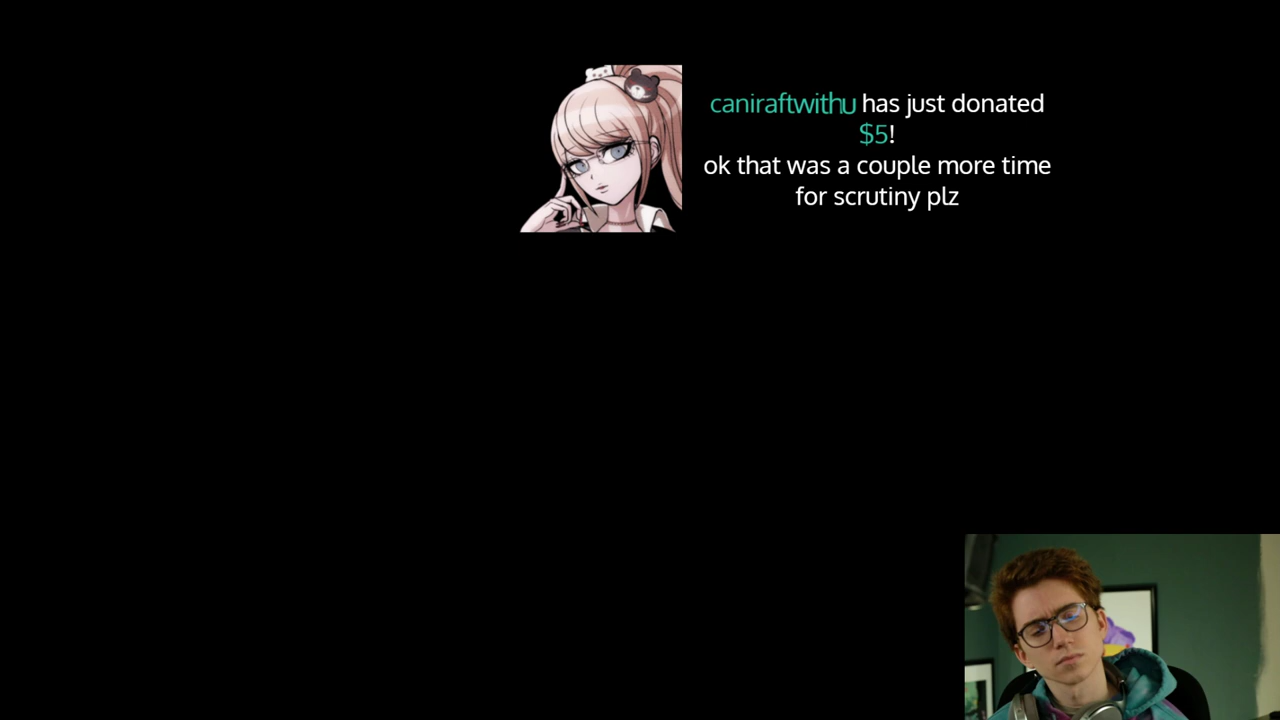 caniraftwithu has just donated
$5!
ok that was a couple more time
for scrutiny plz